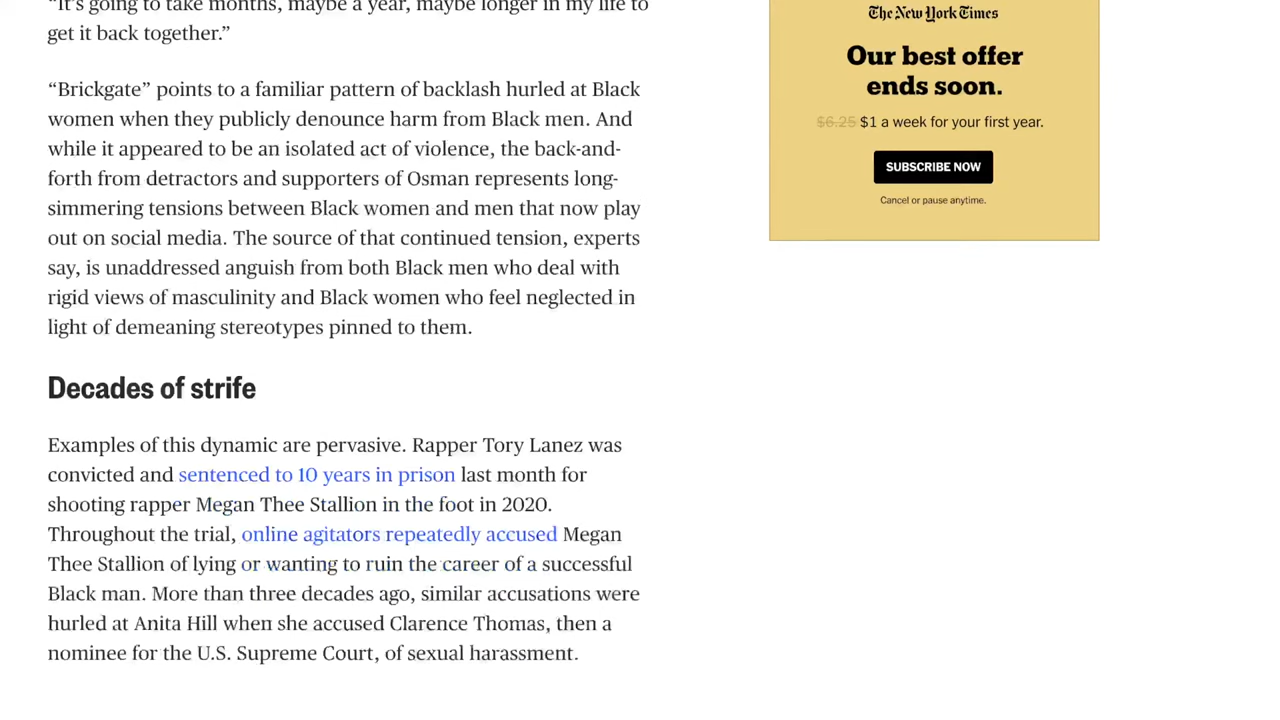 “It’s going to take months, maybe a year, maybe longer in my life to
get it back together.”
“Brickgate” points to a familiar pattern of backlash hurled at Black
women when they publicly denounce harm from Black men. And
while it appeared to be an isolated act of violence, the back-and-
forth from detractors and supporters of Osman represents long-
simmering tensions between Black women and men that now play
out on social media. The source of that continued tension, experts
say, is unaddressed anguish from both Black men who deal with
rigid views of masculinity and Black women who feel neglected in
light of demeaning stereotypes pinned to them.
Decades of strife
Examples of this dynamic are pervasive. Rapper Tory Lanez was
convicted and sentenced to 10 years in prison last month for
shooting rapper Megan Thee Stallion in the foot in 2020.
Throughout the trial, online agitators repeatedly accused Megan
Thee Stallion of lying or wanting to ruin the career of a successful
Black man. More than three decades ago, similar accusations were
hurled at Anita Hill when she accused Clarence Thomas, then a
nominee for the U.S. Supreme Court, of sexual harassment.
The New York Times
Our best offer
ends soon.
$6.25 $1 a week for your first year.
SUBSCRIBE NOW
Cancel or pause anytime.